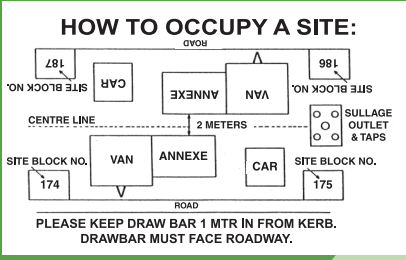 HOW TO OCCUPY A SITE:
ROAD
187
SITE BLOCK NO.
CAR
ANNEXE
VAN
186
SITE BLOCK NO.
CENTRE LINE
2 METERS
SULLAGE
OUTLET
& TAPS
SITE BLOCK NO.
174
VAN
ANNEXE
CAR
SITE BLOCK NO.
175
ROAD
PLEASE KEEP DRAW BAR 1 MTR IN FROM KERB.
DRAWBAR MUST FACE ROADWAY.